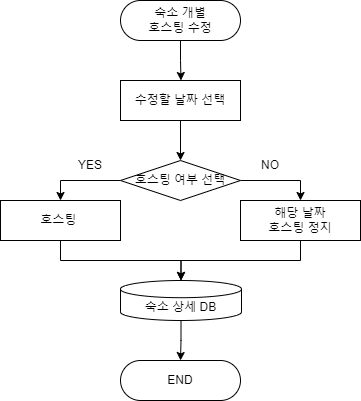 숙소 개별
호스팅 수정
수정할 날짜 선택
YES
호스팅 여부 선택
NO
호스팅
해당 날짜
호스팅 정지
숙소 상세 DB
END